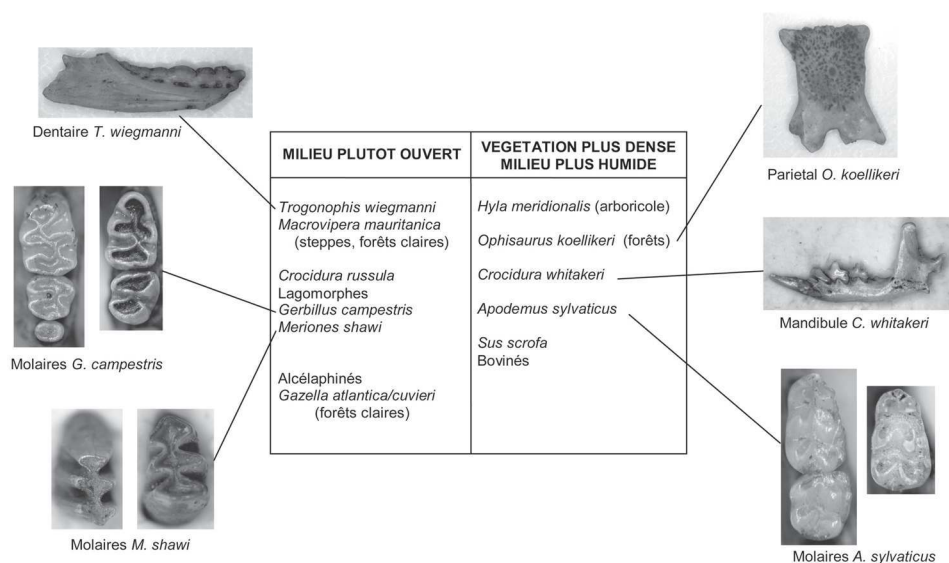 Dentaire T. wiegmanni
Molaires G. campestris
Molaires M. shawi
MILIEU PLUTOT OUVERT
Trogonophis wiegmanni
Macrovipera mauritanica
(steppes, forêts claires)
Crocidura russula
Lagomorphes
Gerbillus campestris
Meriones shawi
Alcélaphinés
Gazella atlantica/cuvieri
(forêts claires)
VEGETATION PLUS DENSE
MILIEU PLUS HUMIDE
Hyla meridionalis (arboricole)
Ophisaurus koellikeri (forêts)
Crocidura whitakeri
Apodemus sylvaticus
Sus scrofa
Bovinés
Parietal O. koellikeri
Mandibule C. whitakeri
Molaires A. sylvaticus